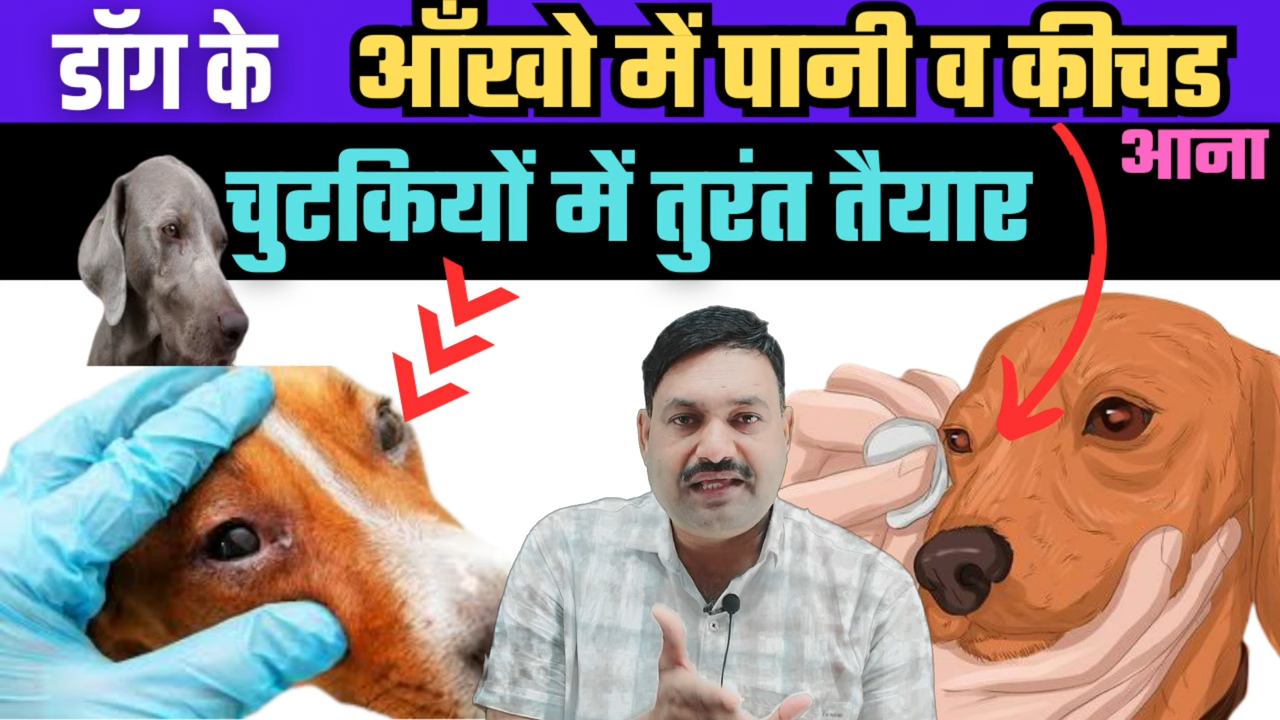 डॉग के आँखो में पानी व कीचड
आना
चुटकियों में तुरंत तैयार